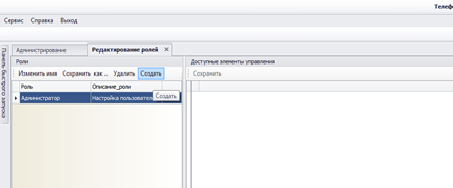 Телеф
Сервис Справка Выход
Панель быстрого запуска
Администрирование Редактирование ролей
Роли Доступные элементы управления
Изменить имя Сохранить как ... Удалить Создать Сохранить
Роль Описание_роли
Администратор Настройка пользовател
Создать